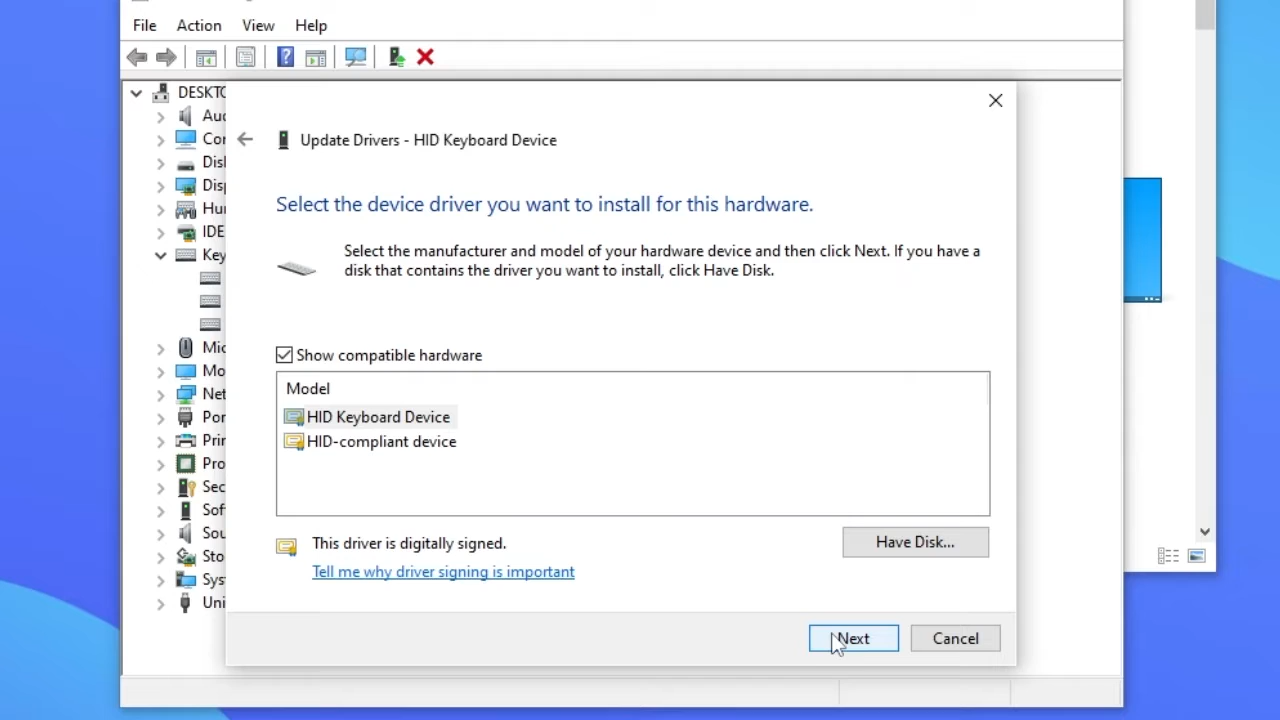 File Action View Help
DESKTO
Update Drivers - HID Keyboard Device
Select the device driver you want to install for this hardware.
Select the manufacturer and model of your hardware device and then click Next. If you have a
disk that contains the driver you want to install, click Have Disk.
Show compatible hardware
Model
HID Keyboard Device
HID-compliant device
This driver is digitally signed.
Have Disk...
Tell me why driver signing is important
Next Cancel
Auc
Cor
Disl
Disp
Hur
IDE
Key
Mic
Mo
Net
Por
Prin
Pro
Sec
Sof
Sou
Sto
Sys
Uni